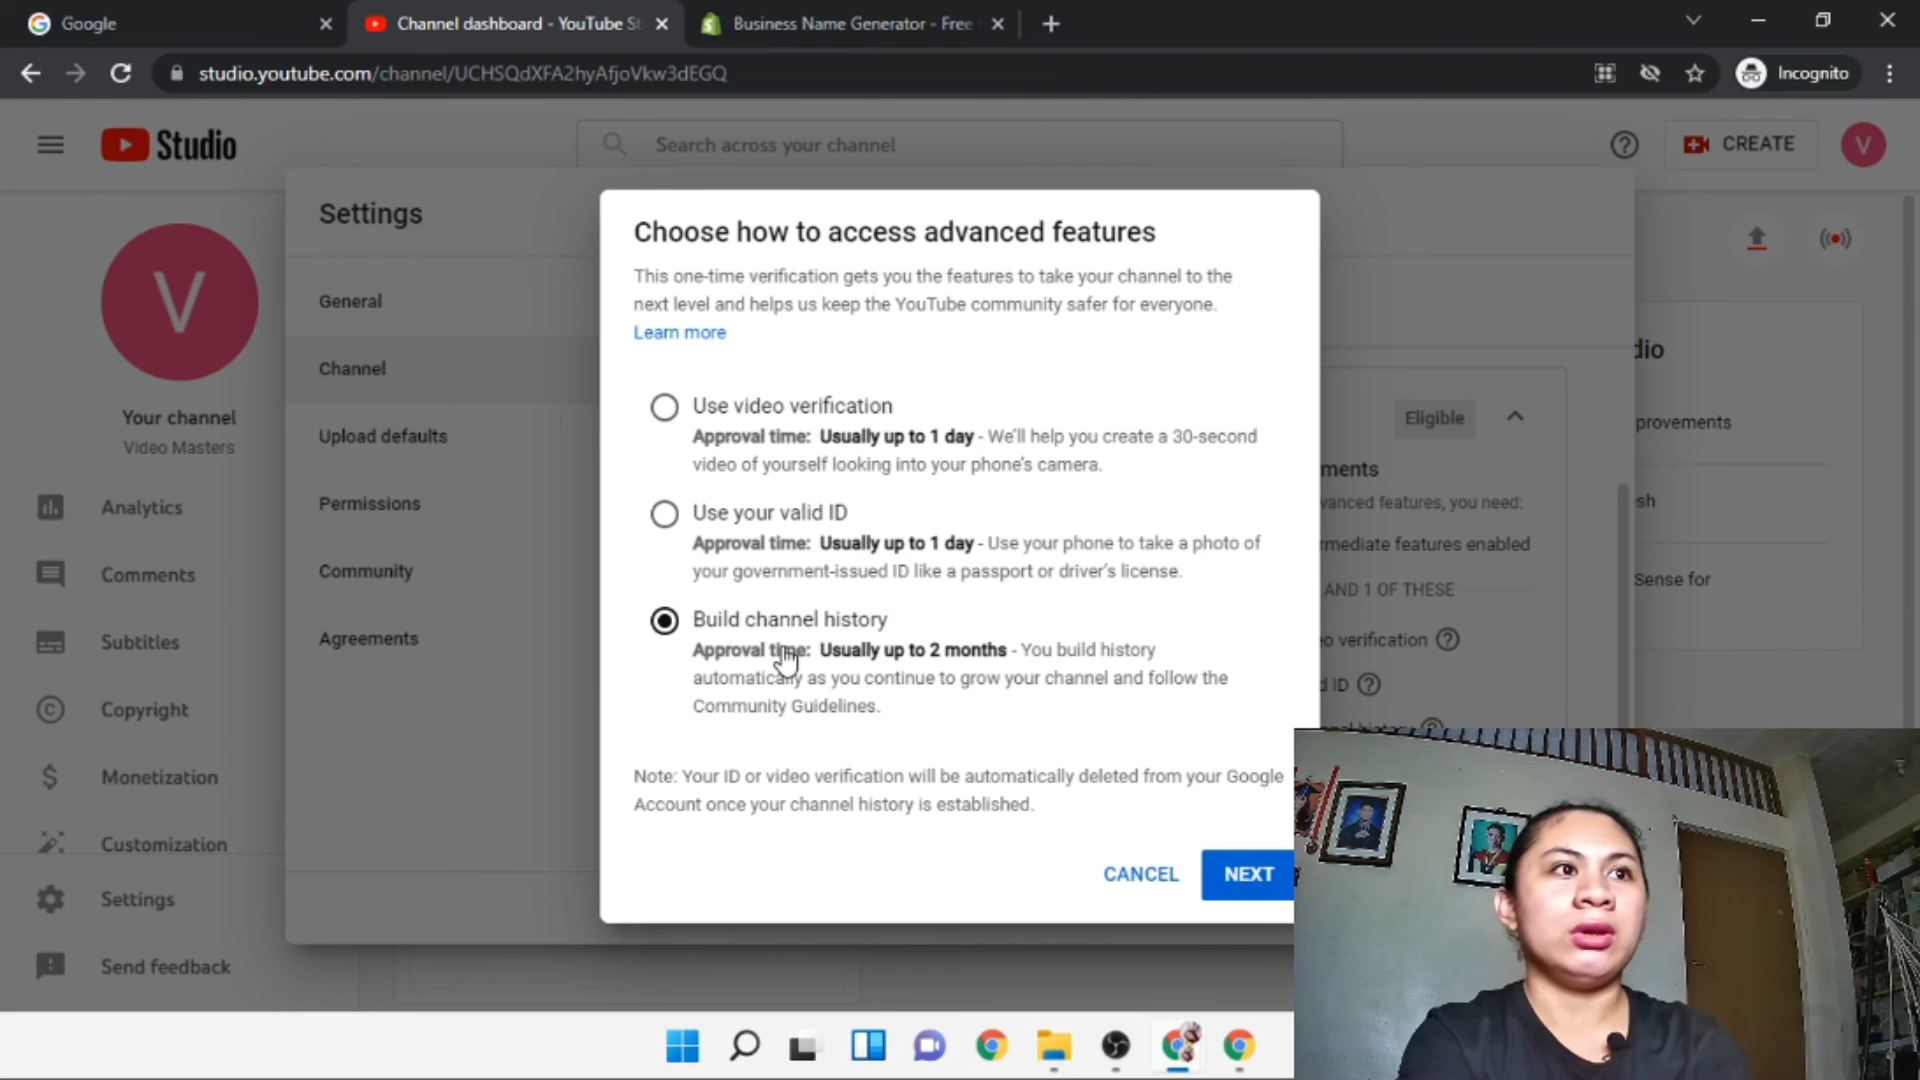 Google
Channel dashboard - YouTube St
Business Name Generator - Free
studio.youtube.com/channel/UCHSQdXFA2hyAfjoVkw3dEGQ
Incognito
Studio
Search across your channel
CREATE
V
V
Your channel
Video Masters
Analytics
Comments
Subtitles
Copyright
Monetization
Customization
Settings
Send feedback
Settings
General
Channel
Upload defaults
Permissions
Community
Agreements
Choose how to access advanced features
This one-time verification gets you the features to take your channel to the
next level and helps us keep the YouTube community safer for everyone.
Learn more
Use video verification
Approval time: Usually up to 1 day - We'll help you create a 30-second
video of yourself looking into your phone's camera.
Use your valid ID
Approval time: Usually up to 1 day - Use your phone to take a photo of
your government-issued ID like a passport or driver's license.
Build channel history
Approval time: Usually up to 2 months - You build history
automatically as you continue to grow your channel and follow the
Community Guidelines.
Note: Your ID or video verification will be automatically deleted from your Google
Account once your channel history is established.
CANCEL
NEXT
Eligible
ments
vanced features, you need:
rmediate features enabled
AND 1 OF THESE
o verification
d ID
dio
provements
sh
Sense for